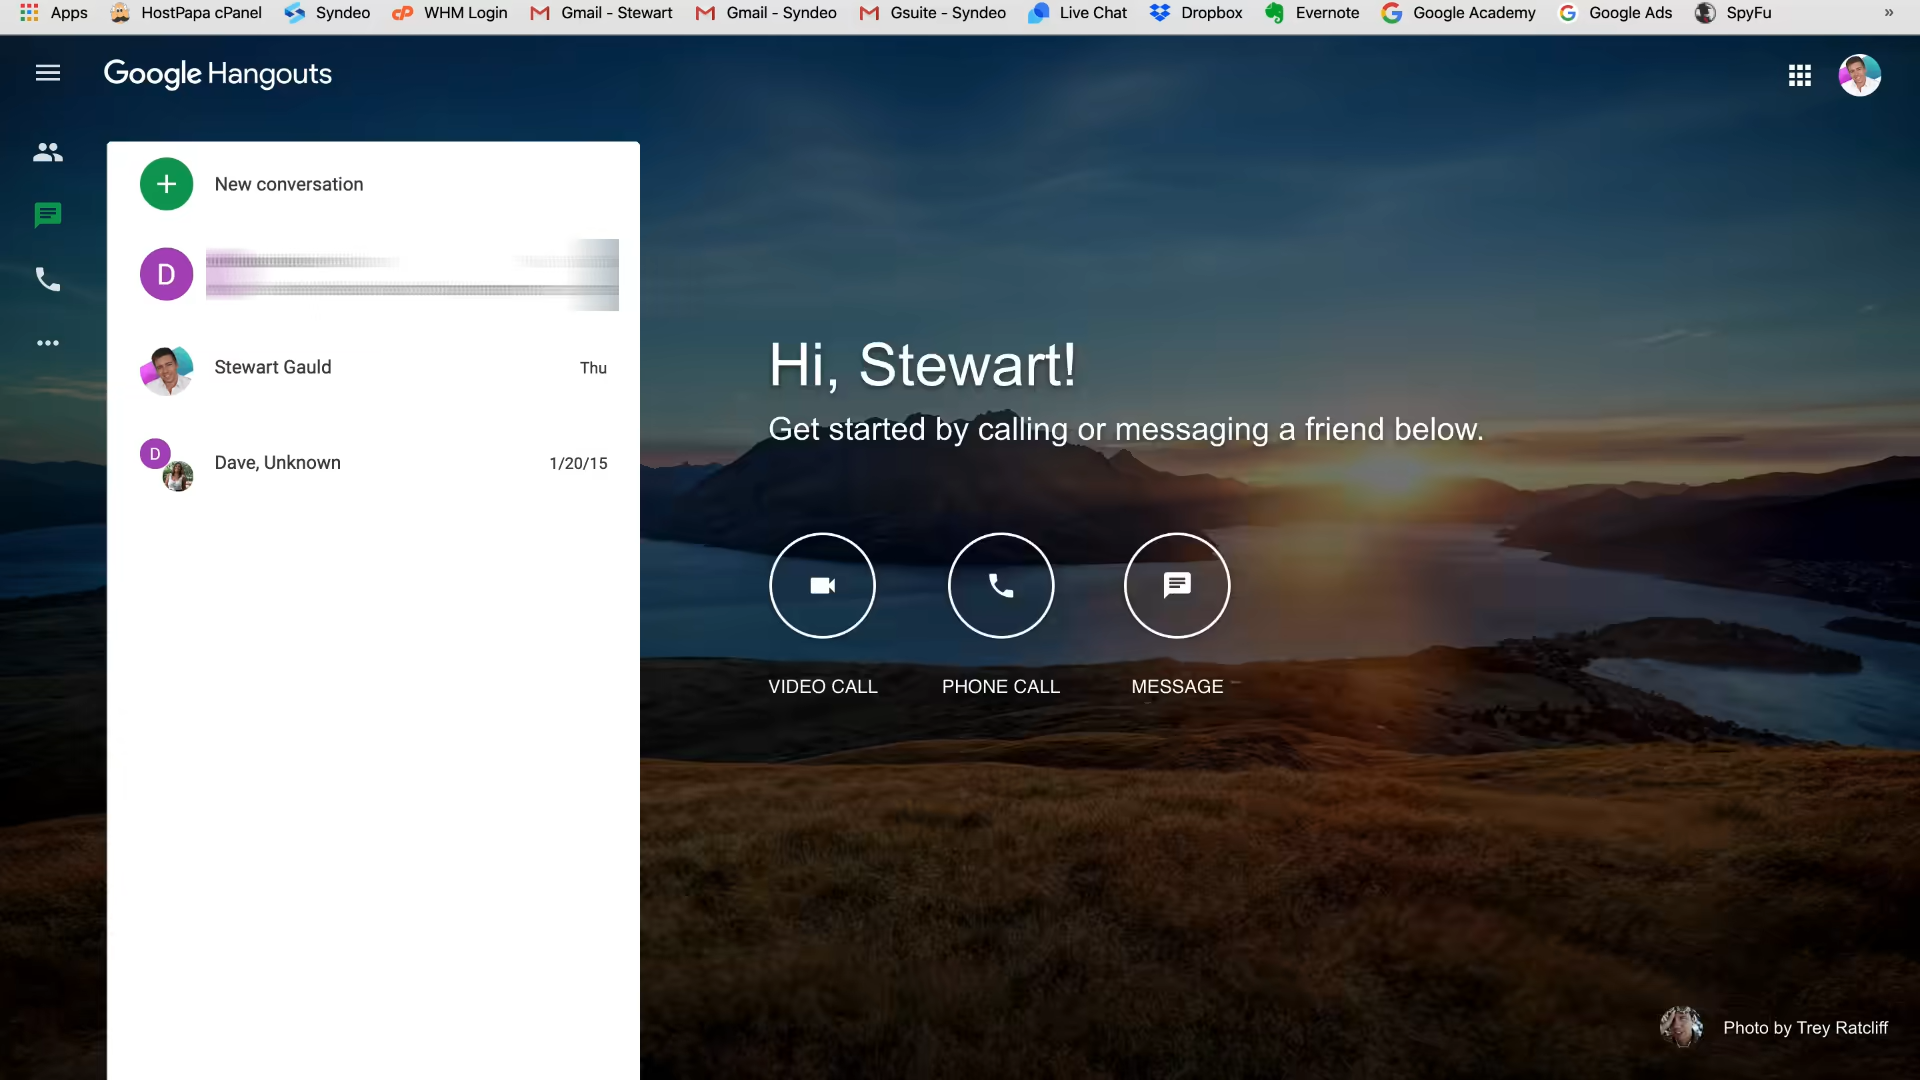 Apps HostPapa cPanel Syndeo WHM Login Gmail - Stewart Gmail - Syndeo Gsuite - Syndeo Live Chat Dropbox Evernote Google Academy Google Ads SpyFu »
Google Hangouts
New conversation
D
Stewart Gauld Thu
D
Dave, Unknown 1/20/15
Hi, Stewart!
Get started by calling or messaging a friend below.
VIDEO CALL PHONE CALL MESSAGE
Photo by Trey Ratcliff